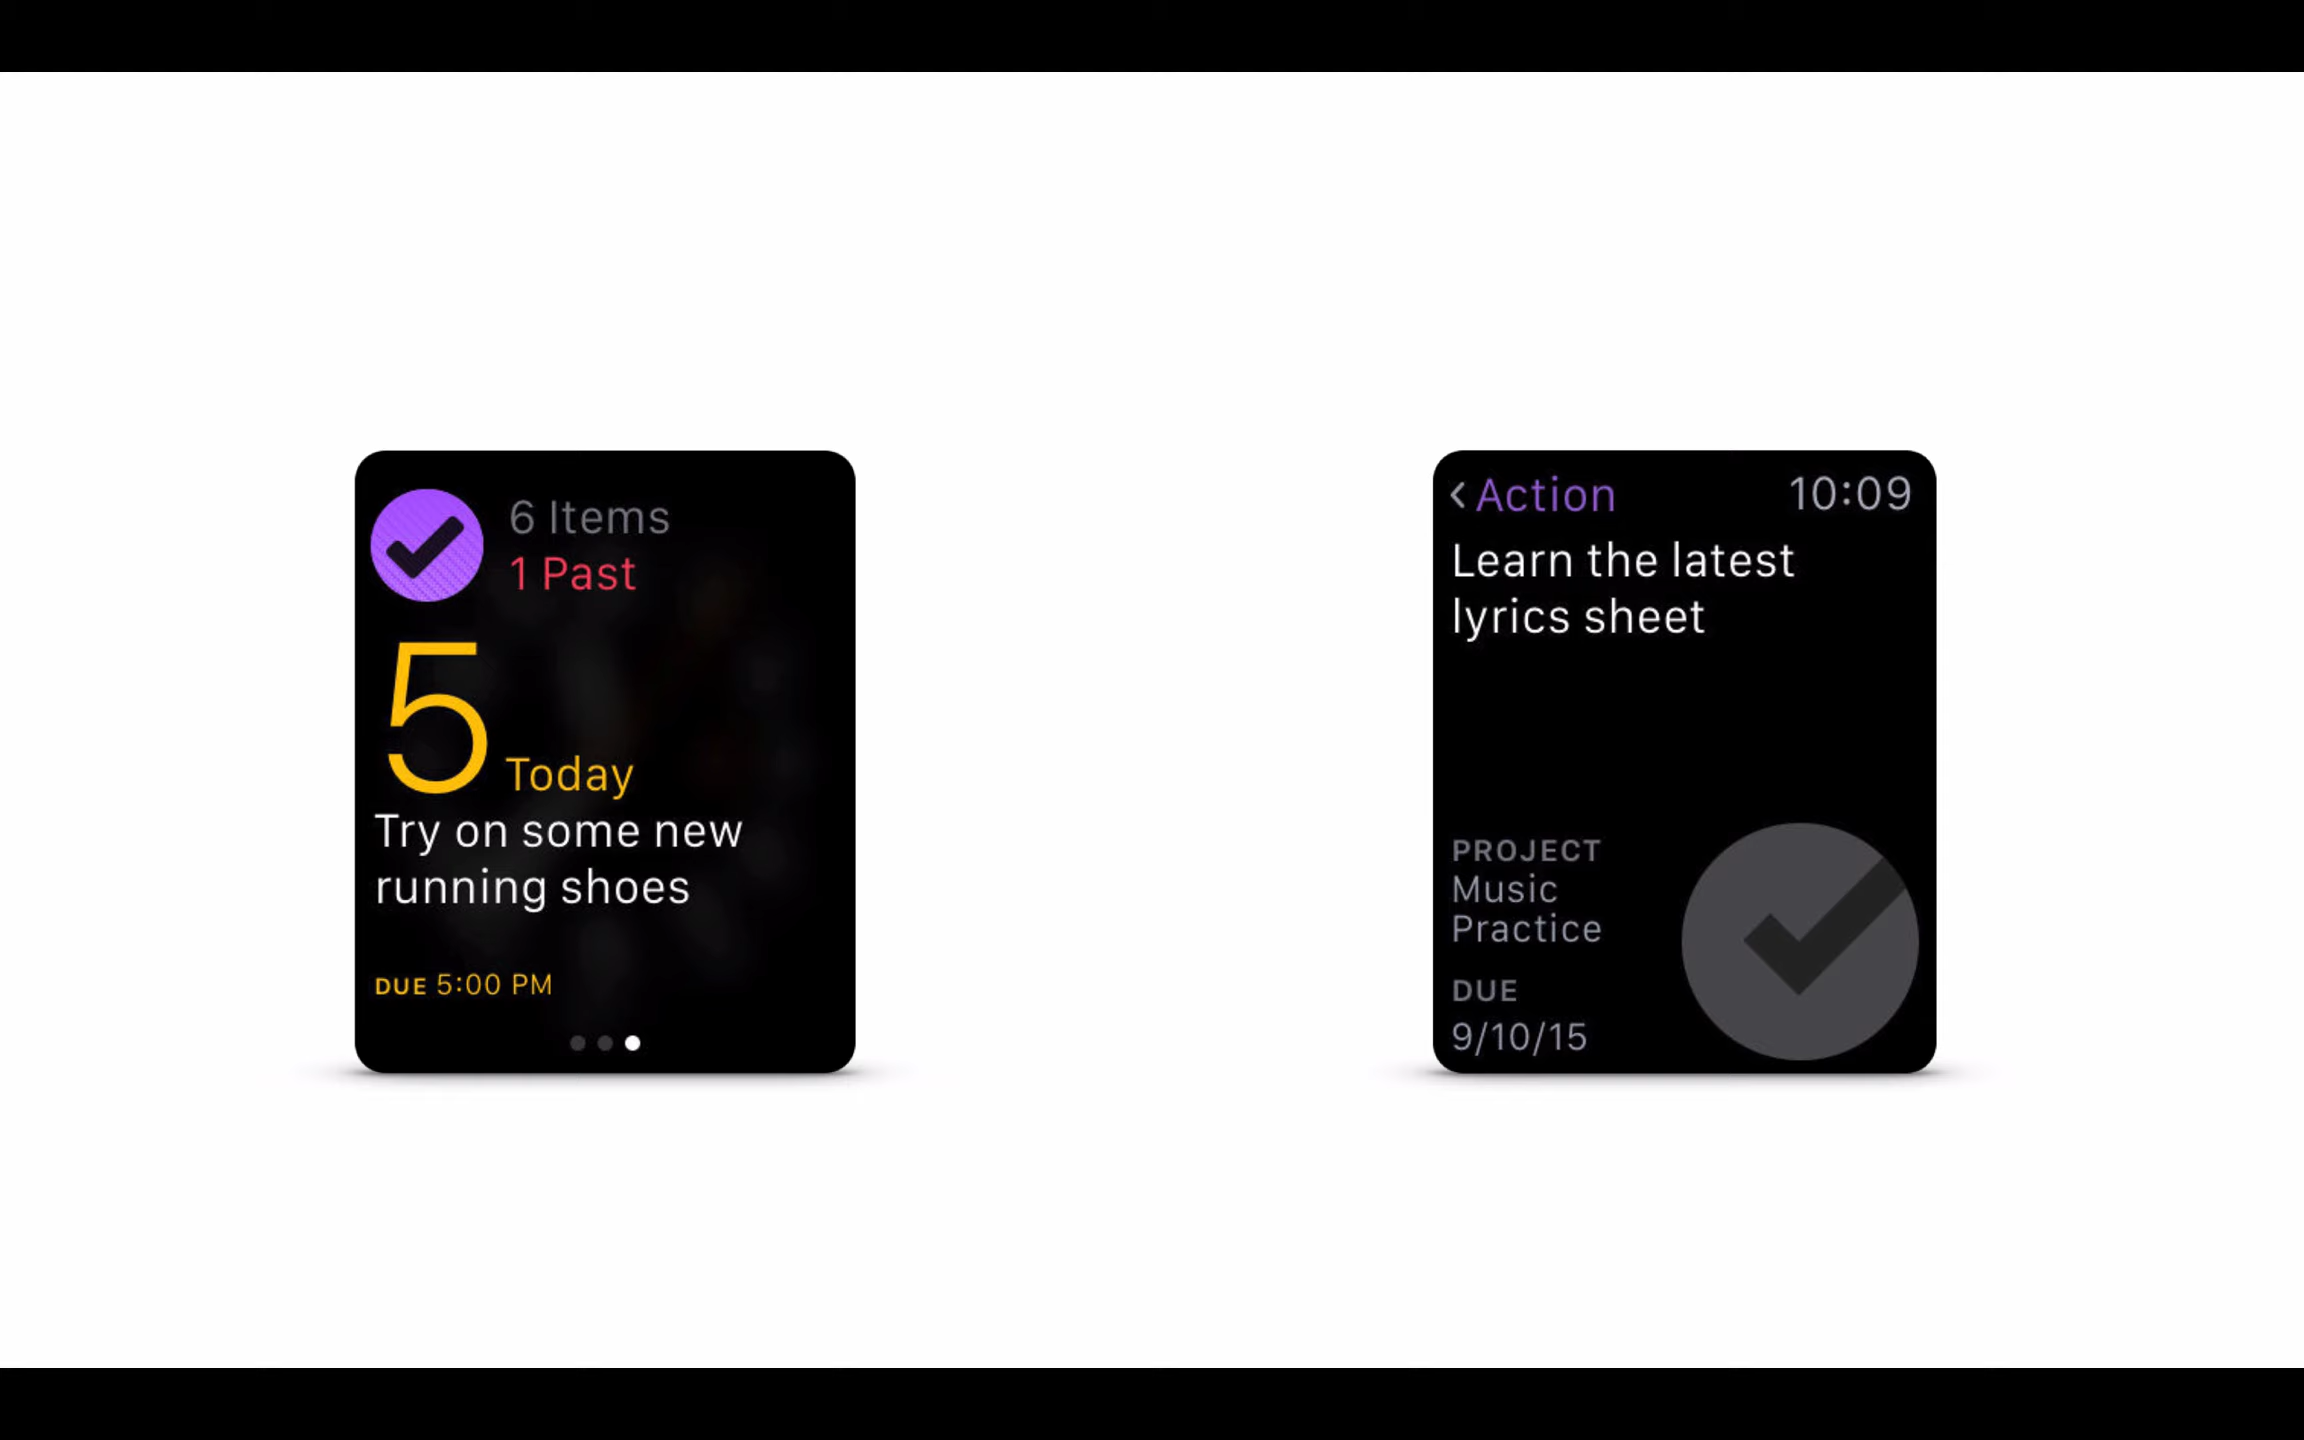 6 Items
1 Past
5 Today
Try on some new
running shoes
DUE 5:00 PM
Action 10:09
Learn the latest
lyrics sheet
PROJECT
Music
Practice
DUE
9/10/15